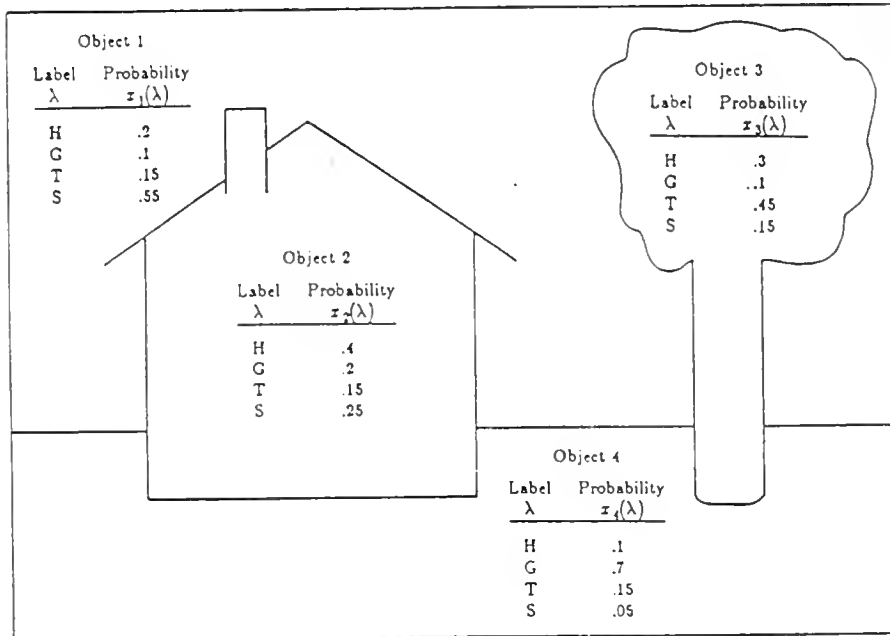 Object 1
Label Probability
λ x₁(λ)
H .2
G .1
T .15
S .55
Object 2
Label Probability
λ x₂(λ)
H .4
G .2
T .15
S .25
Object 3
Label Probability
λ x₃(λ)
H .3
G ..1
T .45
S .15
Object 4
Label Probability
λ x₄(λ)
H .1
G .7
T .15
S .05